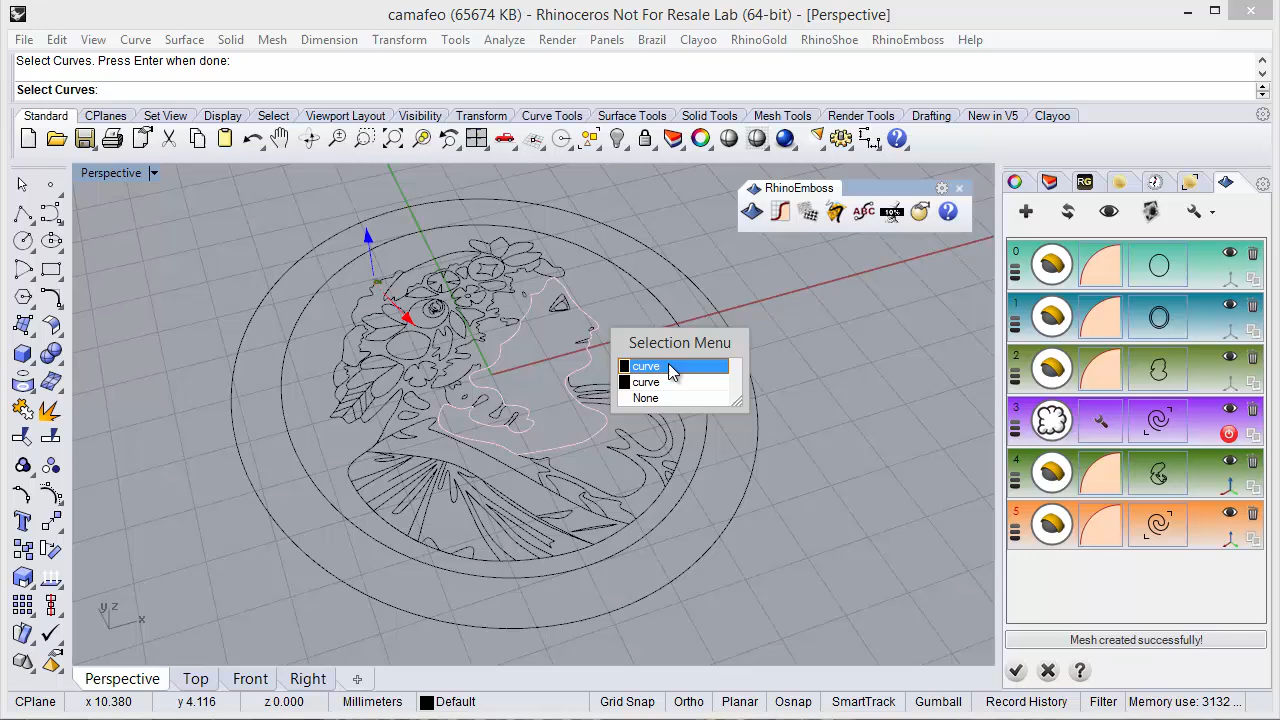 camafeo (65674 KB) - Rhinoceros Not For Resale Lab (64-bit) - [Perspective]
File Edit View Curve Surface Solid Mesh Dimension Transform Tools Analyze Render Panels Brazil Clayoo RhinoGold RhinoShoe RhinoEmboss Help
Select Curves. Press Enter when done:
Select Curves:
Standard CPlanes Set View Display Select Viewport Layout Visibility Transform Curve Tools Surface Tools Solid Tools Mesh Tools Render Tools Drafting New in V5 Clayoo
Perspective
RhinoEmboss
RG
ABC
10%
0
1
2
3
4
5
Selection Menu
curve
curve
None
y z
x
Mesh created successfully!
Perspective Top Front Right
CPlane x 10.380 y 4.116 z 0.000 Millimeters Default Grid Snap Ortho Planar Osnap SmartTrack Gumball Record History Filter Memory use: 3132 ...